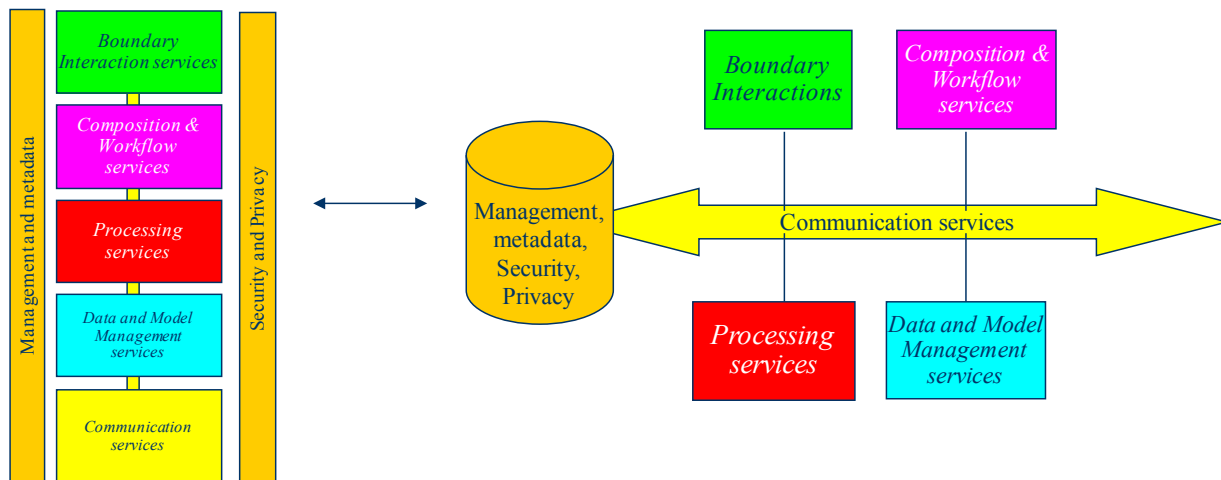 Management and metadata
Boundary
Interaction services
Composition &
Workflow
services
Processing
services
Data and Model
Management
services
Communication
services
Security and Privacy
Management,
metadata,
Security,
Privacy
Boundary
Interactions
Composition &
Workflow
services
Communication services
Processing
services
Data and Model
Management
services